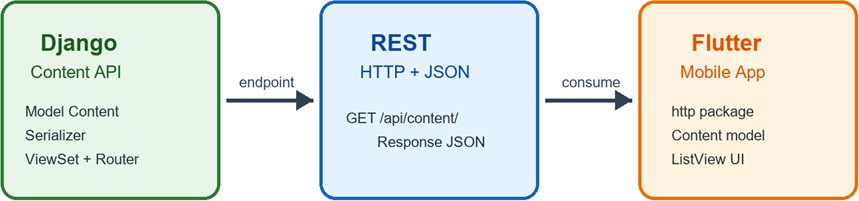 Django
Content API
Model Content
Serializer
ViewSet + Router
endpoint
REST
HTTP + JSON
GET /api/content/
Response JSON
consume
Flutter
Mobile App
http package
Content model
ListView UI